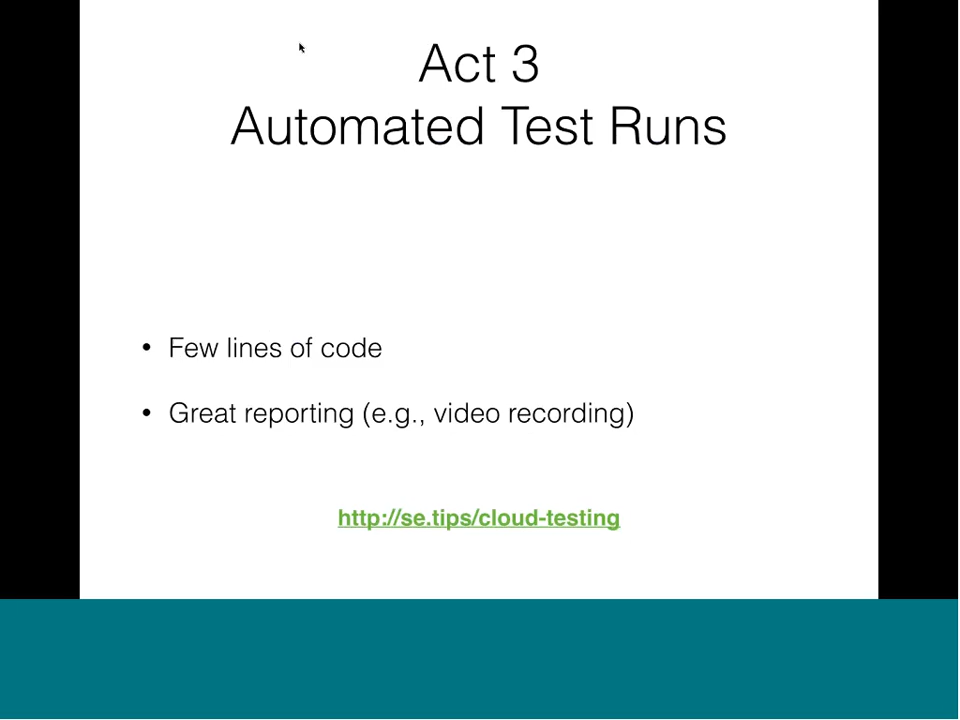 Act 3
Automated Test Runs
• Few lines of code
• Great reporting (e.g., video recording)
http://se.tips/cloud-testing